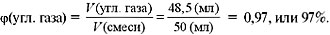 φ(угл. газа) = V(угл. газа) / V(смеси) = 48,5 (мл) / 50 (мл) = 0,97, или 97%.